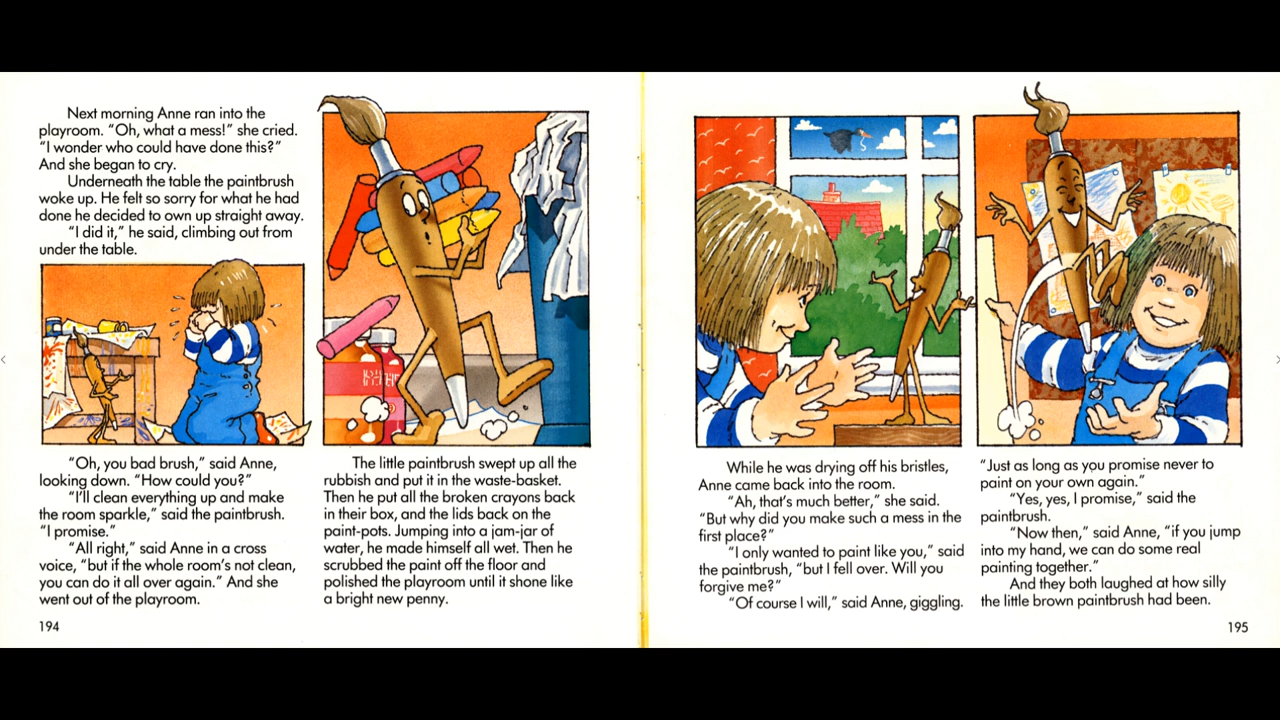 Next morning Anne ran into the
playroom. “Oh, what a mess!” she cried.
“I wonder who could have done this?”
And she began to cry.
Underneath the table the paintbrush
woke up. He felt so sorry for what he had
done he decided to own up straight away.
“I did it,” he said, climbing out from
under the table.
“Oh, you bad brush,” said Anne,
looking down. “How could you?”
“I’ll clean everything up and make
the room sparkle,” said the paintbrush.
“I promise.”
“All right,” said Anne in a cross
voice, “but if the whole room’s not clean,
you can do it all over again.” And she
went out of the playroom.
194
The little paintbrush swept up all the
rubbish and put it in the waste-basket.
Then he put all the broken crayons back
in their box, and the lids back on the
paint-pots. Jumping into a jam-jar of
water, he made himself all wet. Then he
scrubbed the paint off the floor and
polished the playroom until it shone like
a bright new penny.
While he was drying off his bristles,
Anne came back into the room.
“Ah, that’s much better,” she said.
“But why did you make such a mess in the
first place?”
“I only wanted to paint like you,” said
the paintbrush, “but I fell over. Will you
forgive me?”
“Of course I will,” said Anne, giggling.
“Just as long as you promise never to
paint on your own again.”
“Yes, yes, I promise,” said the
paintbrush.
“Now then,” said Anne, “if you jump
into my hand, we can do some real
painting together.”
And they both laughed at how silly
the little brown paintbrush had been.
195